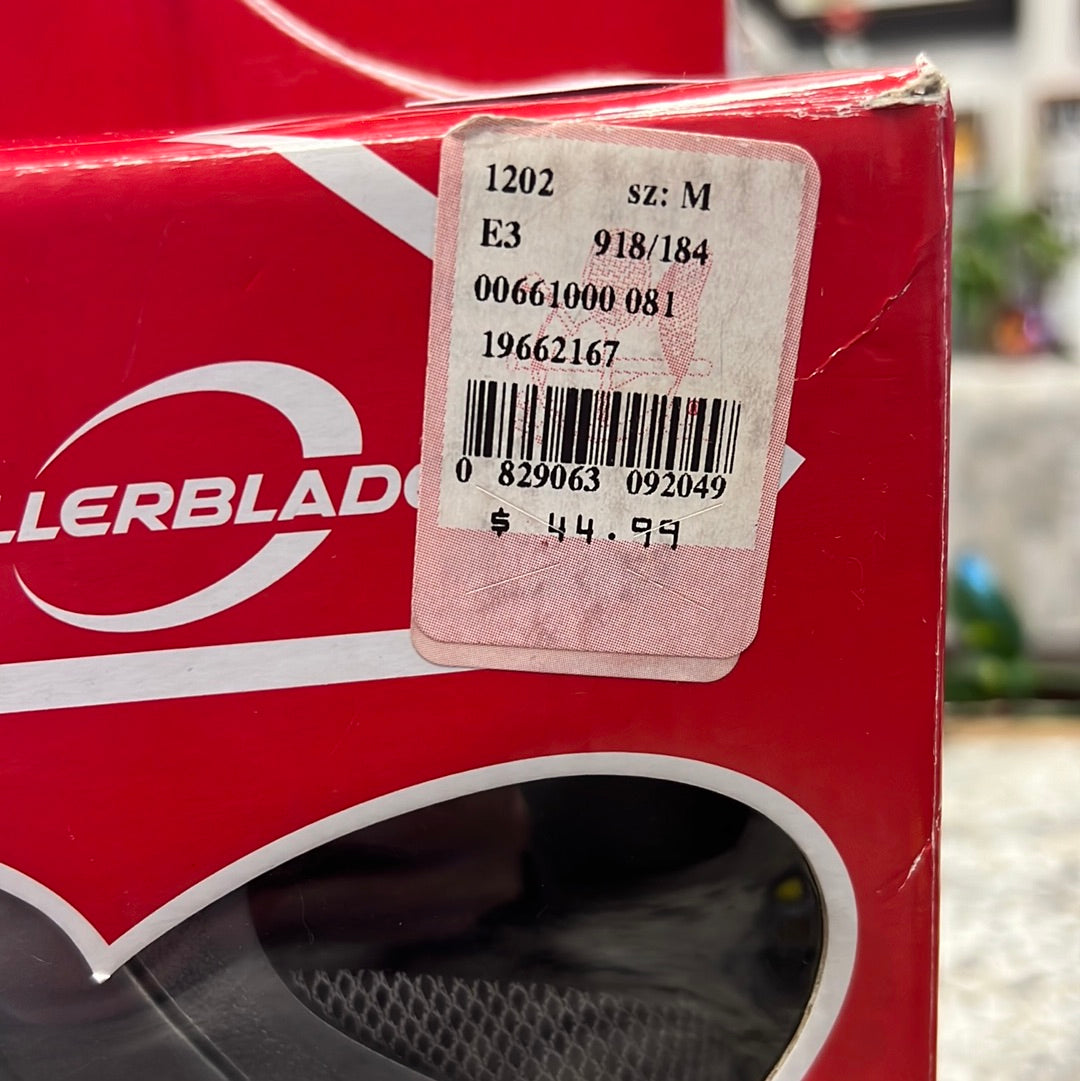 1202 sz: M
E3 918/184
00661000 081
19662167
LLERBLADE
0 829063 092049
$ 44.99